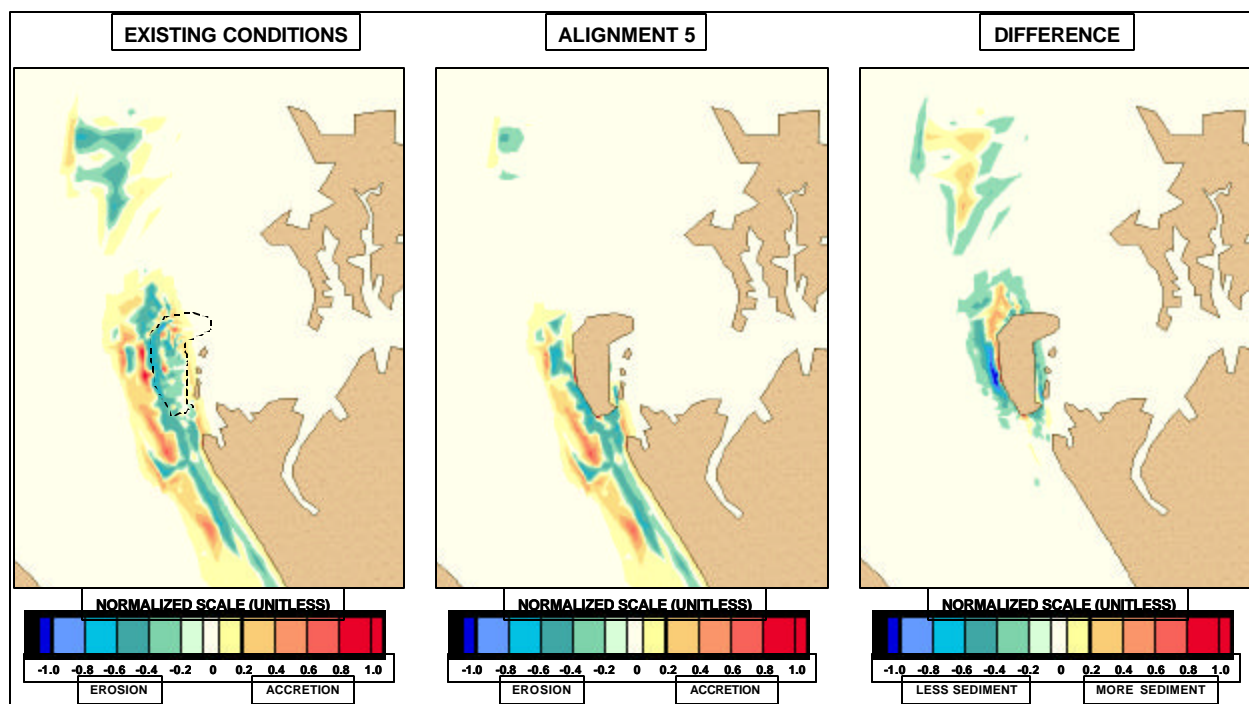 EXISTING CONDITIONS
ALIGNMENT 5
DIFFERENCE
NORMALIZED SCALE (UNITLESS)
NORMALIZED SCALE (UNITLESS)
NORMALIZED SCALE (UNITLESS)
-1.0 -0.8 -0.6 -0.4 -0.2 0 0.2 0.4 0.6 0.8 1.0
-1.0 -0.8 -0.6 -0.4 -0.2 0 0.2 0.4 0.6 0.8 1.0
-1.0 -0.8 -0.6 -0.4 -0.2 0 0.2 0.4 0.6 0.8 1.0
EROSION ACCRETION
EROSION ACCRETION
LESS SEDIMENT MORE SEDIMENT